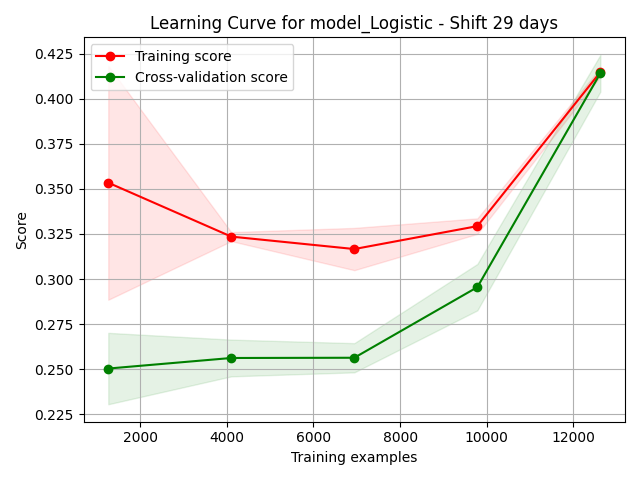 Learning Curve for model_Logistic - Shift 29 days
Training score
Cross-validation score
Score
0.425
0.400
0.375
0.350
0.325
0.300
0.275
0.250
0.225
2000 4000 6000 8000 10000 12000
Training examples